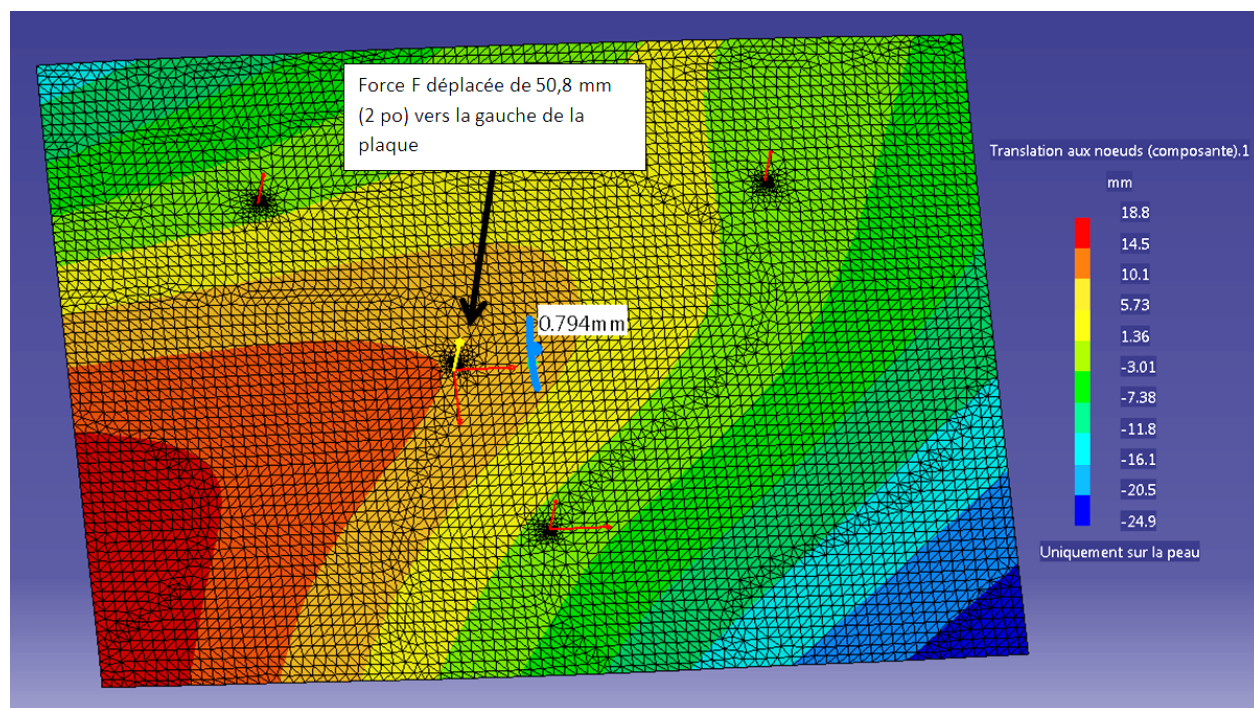 Force F déplacée de 50,8 mm
(2 po) vers la gauche de la
plaque
0.794mm
Translation aux noeuds (composante).1
mm
18.8
14.5
10.1
5.73
1.36
-3.01
-7.38
-11.8
-16.1
-20.5
-24.9
Uniquement sur la peau